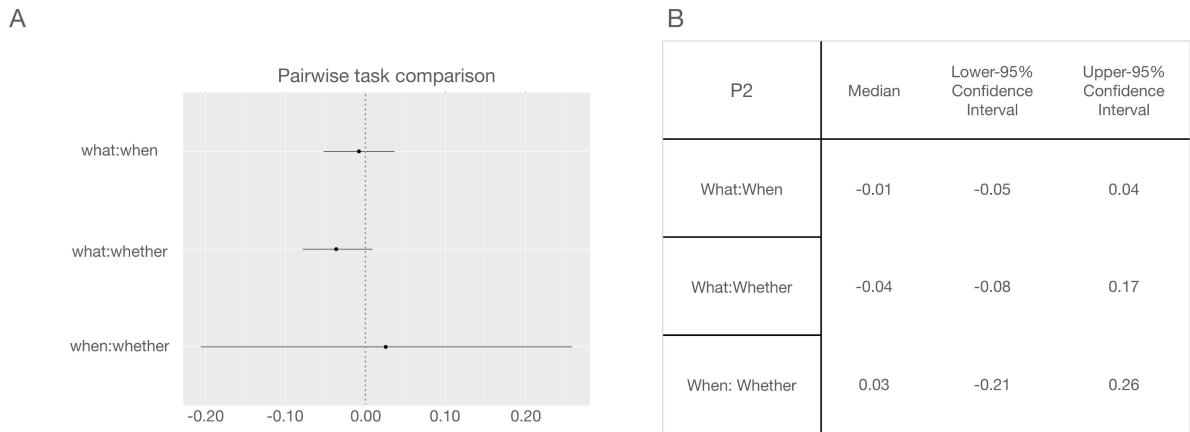 A
Pairwise task comparison
what:when
what:whether
when:whether
-0.20 -0.10 0.00 0.10 0.20
B
P2 Median Lower-95% Confidence Interval Upper-95% Confidence Interval
What:When -0.01 -0.05 0.04
What:Whether -0.04 -0.08 0.17
When: Whether 0.03 -0.21 0.26